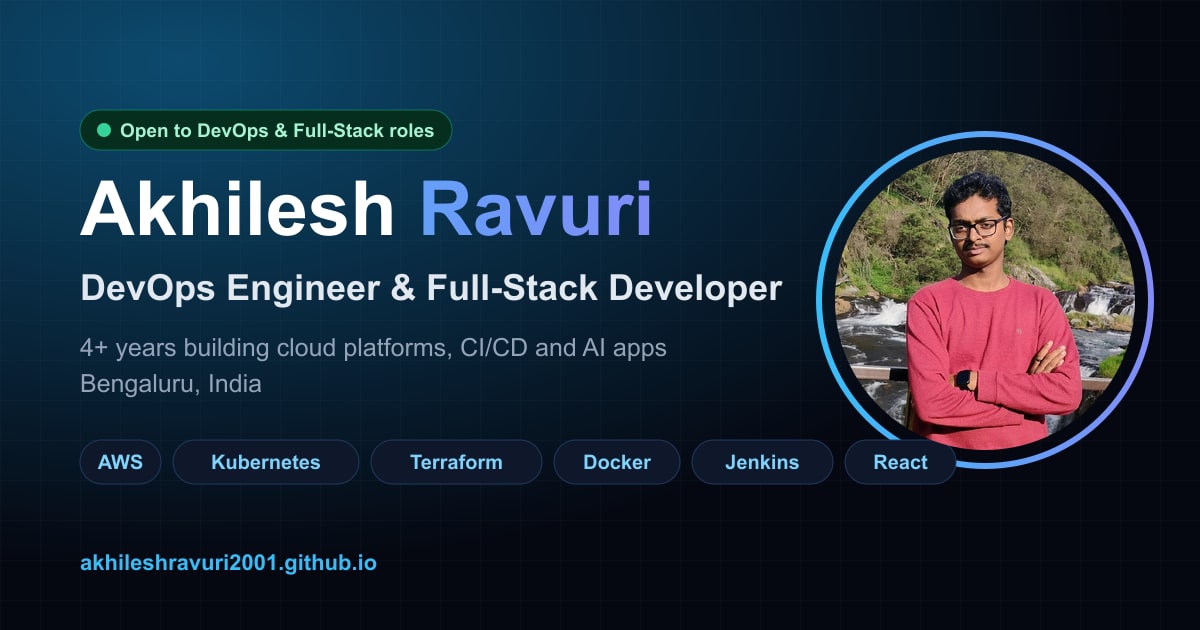 Open to DevOps & Full-Stack roles
Akhilesh Ravuri
DevOps Engineer & Full-Stack Developer
4+ years building cloud platforms, CI/CD and AI apps
Bengaluru, India
AWS Kubernetes Terraform Docker Jenkins React
akhileshravuri2001.github.io